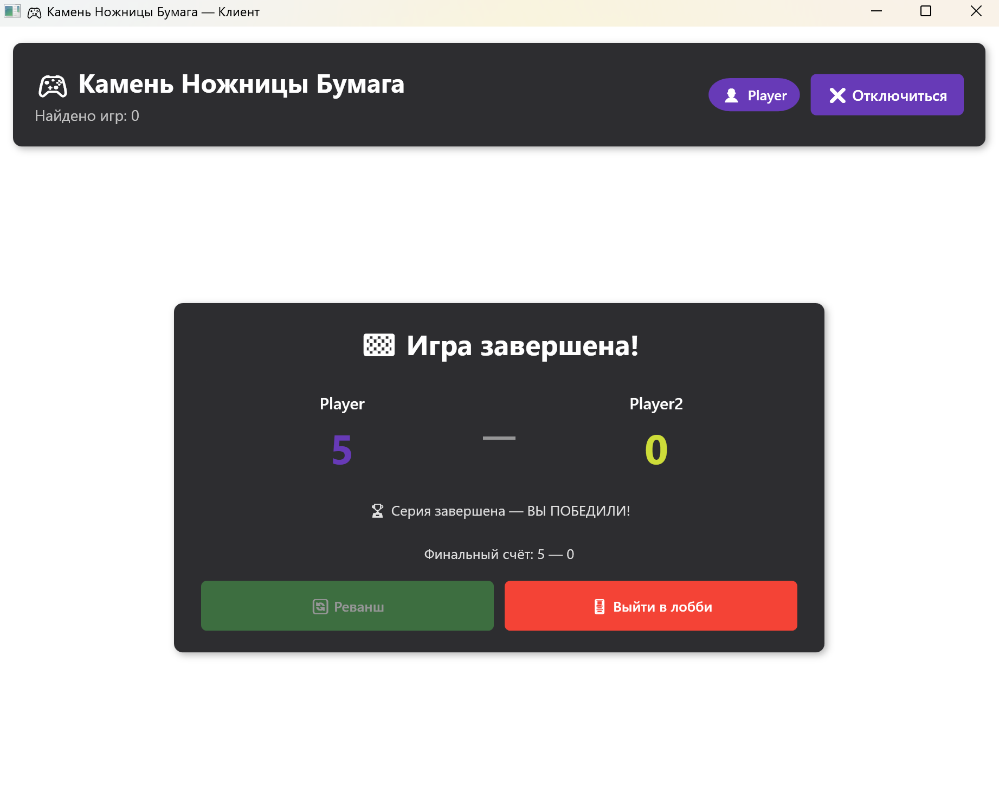 Камень Ножницы Бумага — Клиент
Камень Ножницы Бумага
Найдено игр: 0
Player
Отключиться
Игра завершена!
Player
Player2
5
—
0
Серия завершена — ВЫ ПОБЕДИЛИ!
Финальный счёт: 5 — 0
Реванш
Выйти в лобби